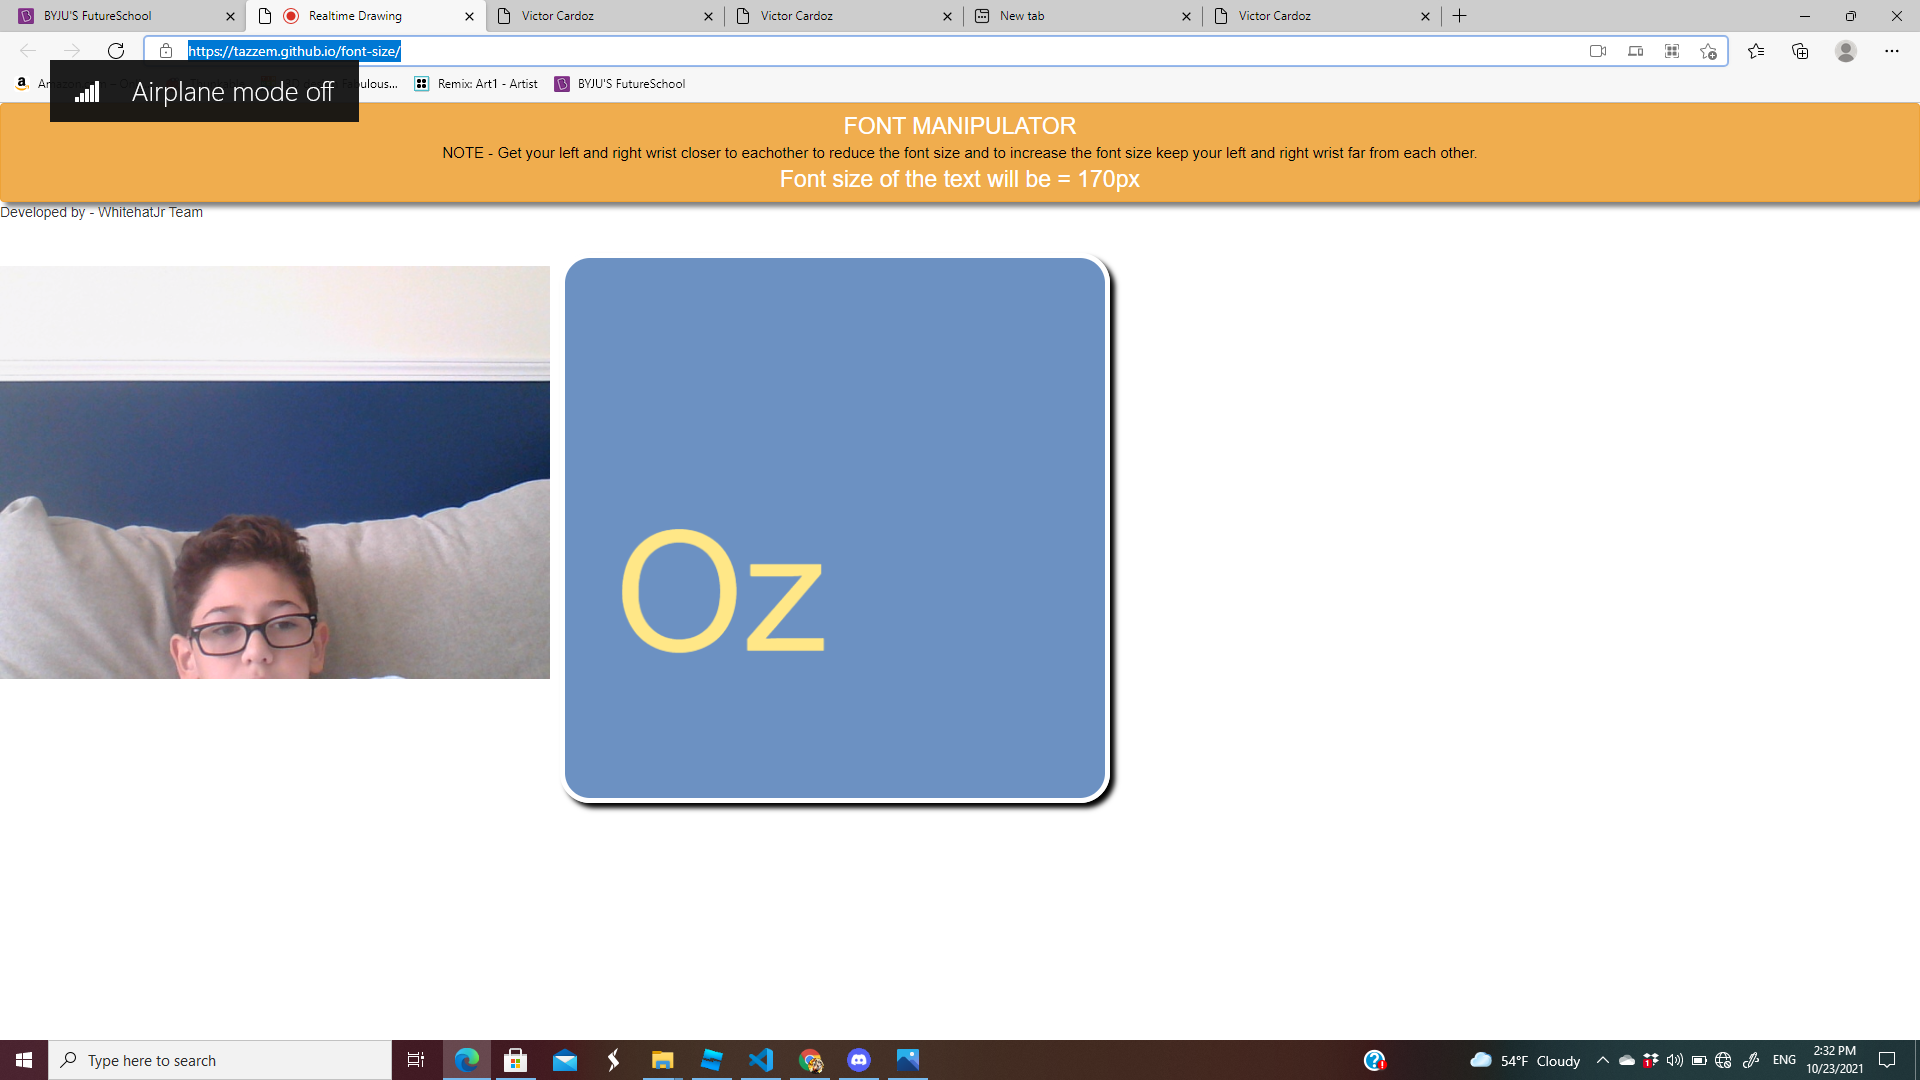 BYJU'S FutureSchool
Realtime Drawing
Victor Cardoz
Victor Cardoz
New tab
Victor Cardoz
https://tazzem.github.io/font-size/
Airplane mode off
Remix: Art1 - Artist
BYJU'S FutureSchool
FONT MANIPULATOR
NOTE - Get your left and right wrist closer to eachother to reduce the font size and to increase the font size keep your left and right wrist far from each other.
Font size of the text will be = 170px
Developed by - WhitehatJr Team
Oz
Type here to search
54°F Cloudy
ENG
2:32 PM
10/23/2021